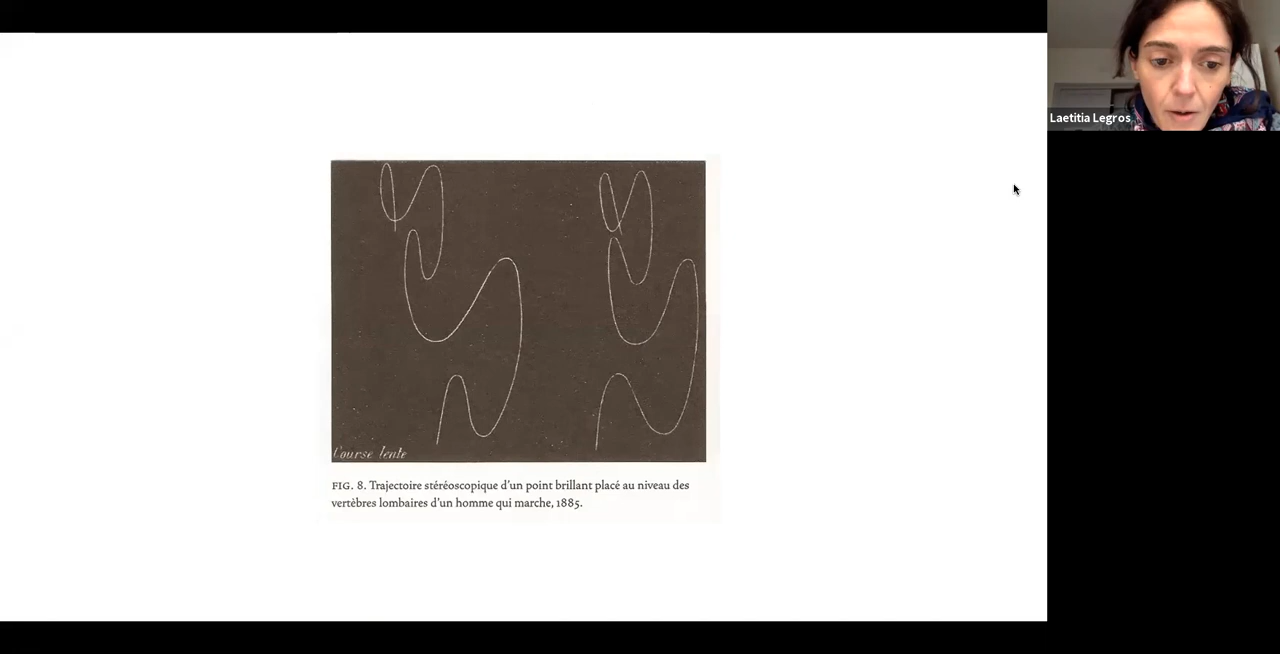 Laetitia Legros
Course lente
FIG. 8. Trajectoire stéréoscopique d'un point brillant placé au niveau des
vertèbres lombaires d'un homme qui marche, 1885.